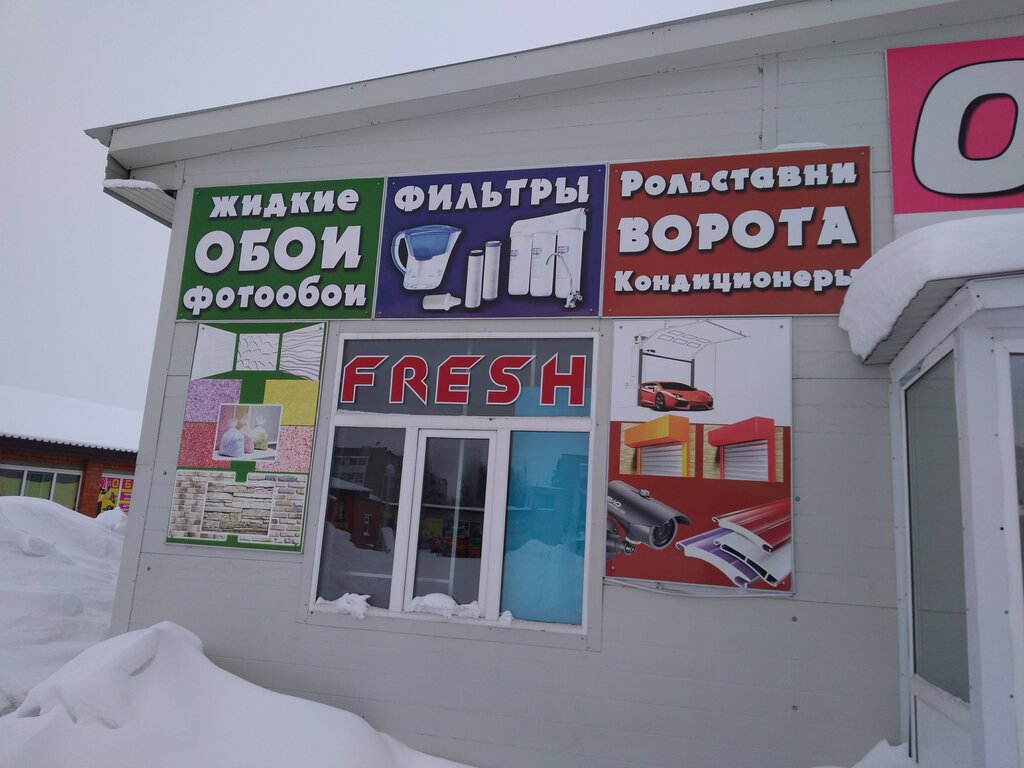 Жидкие
ОБОИ
фотообои
ФИЛЬТРЫ
Рольставни
ВОРОТА
Кондиционеры
О
FRESH